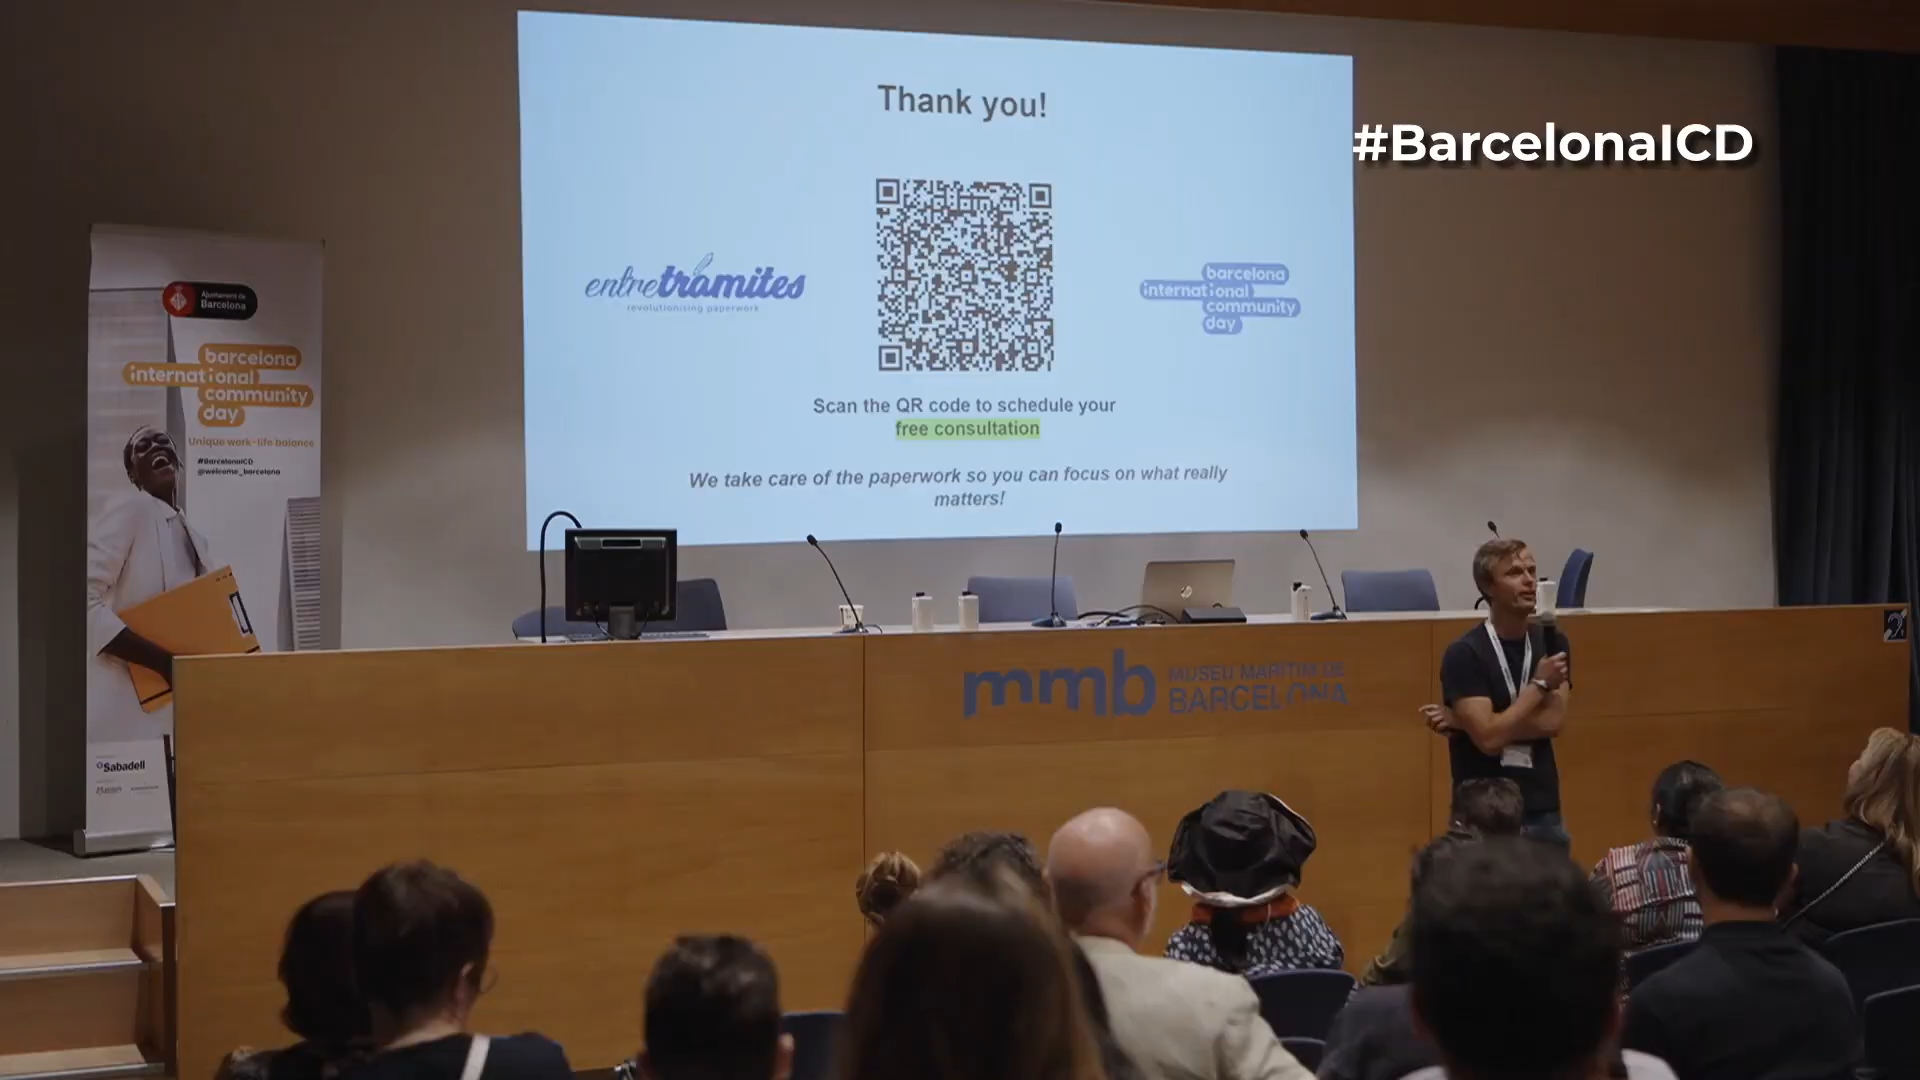 Thank you!
#BarcelonaICD
entretrámites
revolutionising paperwork
barcelona
international
community
day
Scan the QR code to schedule your
free consultation
We take care of the paperwork so you can focus on what really
matters!
Ajuntament de
Barcelona
barcelona
international
community
day
Unique work-life balance
#BarcelonaICD
@welcome_barcelona
Sabadell
mmb
MUSEU MARÍTIM DE
BARCELONA
hp